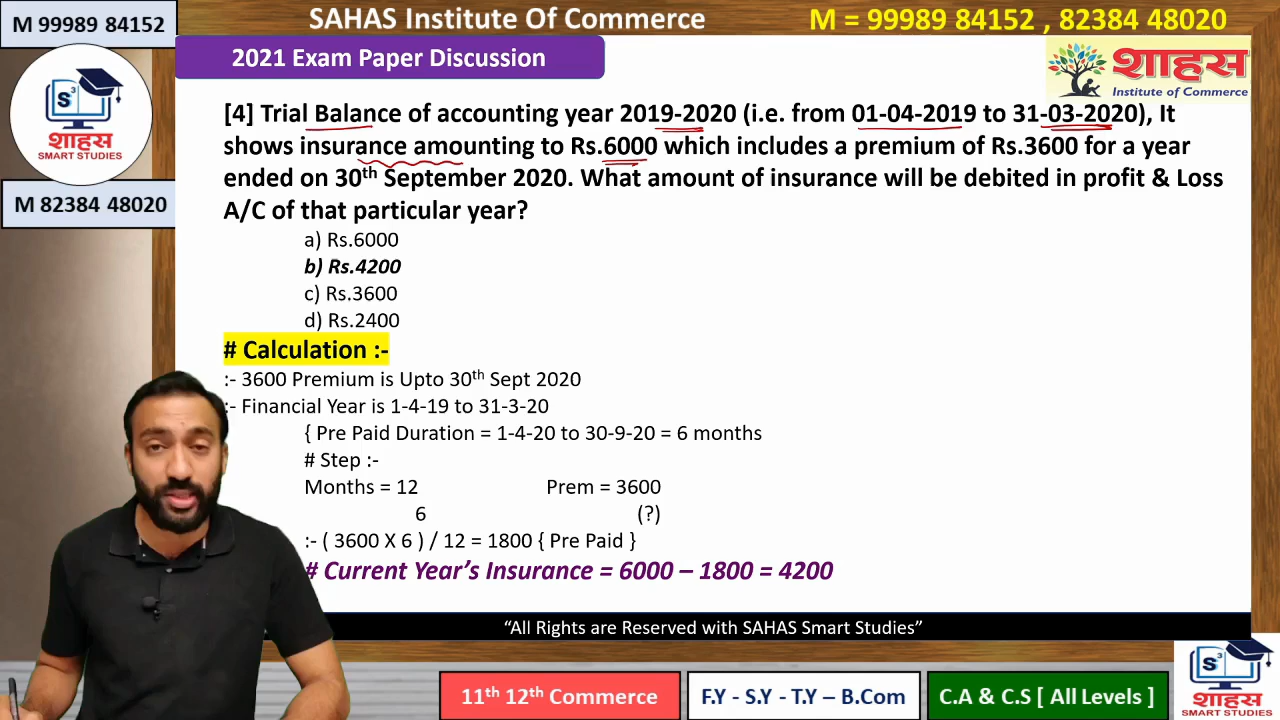 M 99989 84152
SAHAS Institute Of Commerce
M = 99989 84152 , 82384 48020
2021 Exam Paper Discussion
S³
शाहस
SMART STUDIES
M 82384 48020
शाहस
Institute of Commerce
[4] Trial Balance of accounting year 2019-2020 (i.e. from 01-04-2019 to 31-03-2020), It
shows insurance amounting to Rs.6000 which includes a premium of Rs.3600 for a year
ended on 30th September 2020. What amount of insurance will be debited in profit & Loss
A/C of that particular year?
a) Rs.6000
b) Rs.4200
c) Rs.3600
d) Rs.2400
# Calculation :-
:- 3600 Premium is Upto 30th Sept 2020
:- Financial Year is 1-4-19 to 31-3-20
{ Pre Paid Duration = 1-4-20 to 30-9-20 = 6 months
# Step :-
Months = 12 Prem = 3600
6 (?)
:- ( 3600 X 6 ) / 12 = 1800 { Pre Paid }
# Current Year’s Insurance = 6000 – 1800 = 4200
“All Rights are Reserved with SAHAS Smart Studies”
11th 12th Commerce
F.Y - S.Y - T.Y – B.Com
C.A & C.S [ All Levels ]
S³
शाहस
SMART STUDIES